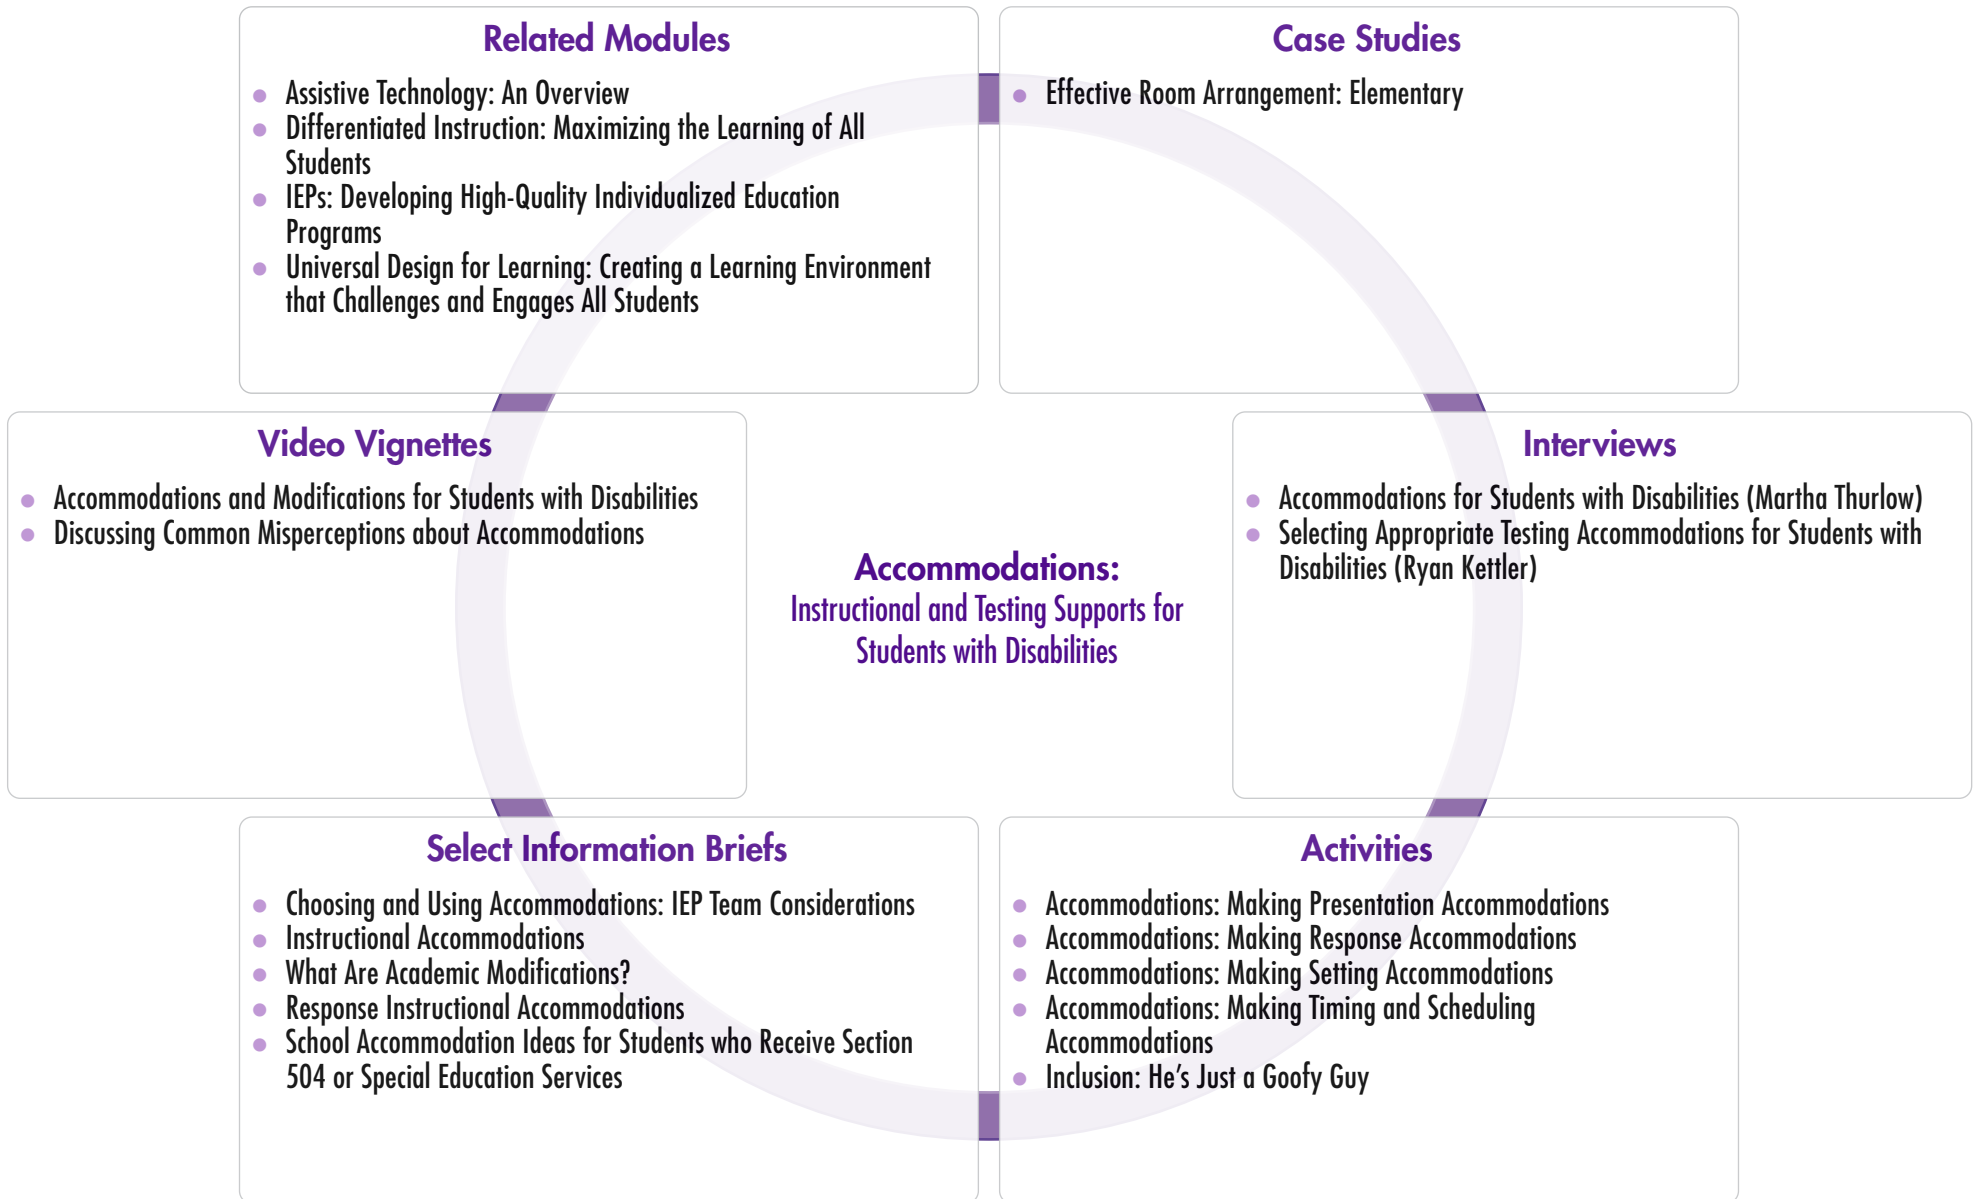 Related Modules
Assistive Technology: An Overview
Differentiated Instruction: Maximizing the Learning of All
Students
IEPs: Developing High-Quality Individualized Education
Programs
Universal Design for Learning: Creating a Learning Environment
that Challenges and Engages All Students
Case Studies
Effective Room Arrangement: Elementary
Video Vignettes
Accommodations and Modifications for Students with Disabilities
Discussing Common Misperceptions about Accommodations
Accommodations:
Instructional and Testing Supports for
Students with Disabilities
Interviews
Accommodations for Students with Disabilities (Martha Thurlow)
Selecting Appropriate Testing Accommodations for Students with
Disabilities (Ryan Kettler)
Select Information Briefs
Choosing and Using Accommodations: IEP Team Considerations
Instructional Accommodations
What Are Academic Modifications?
Response Instructional Accommodations
School Accommodation Ideas for Students who Receive Section
504 or Special Education Services
Activities
Accommodations: Making Presentation Accommodations
Accommodations: Making Response Accommodations
Accommodations: Making Setting Accommodations
Accommodations: Making Timing and Scheduling
Accommodations
Inclusion: He’s Just a Goofy Guy